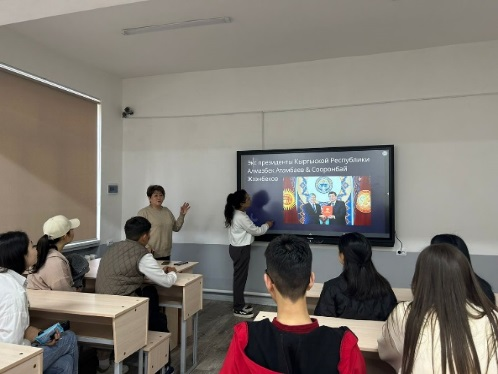 Экс президенты Кыргызской Республики
Алмазбек Атамбаев & Сооронбай
Жээнбеков